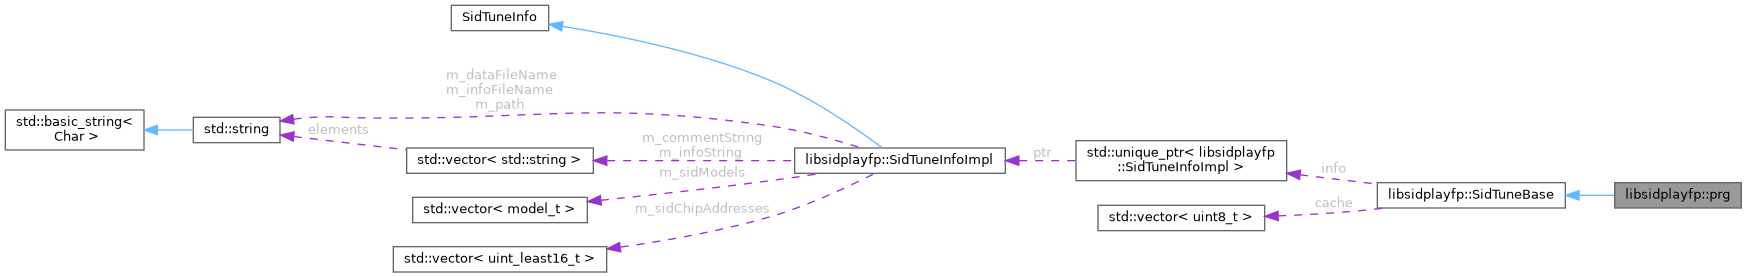 SidTuneInfo
m_dataFileName
m_infoFileName
m_path
std::basic_string<
Char >
std::string
elements
std::vector< std::string >
m_commentString
m_infoString
m_sidModels
std::vector< model_t >
m_sidChipAddresses
std::vector< uint_least16_t >
libsidplayfp::SidTuneInfoImpl
ptr
std::unique_ptr< libsidplayfp
::SidTuneInfoImpl >
info
cache
std::vector< uint8_t >
libsidplayfp::SidTuneBase
libsidplayfp::prg